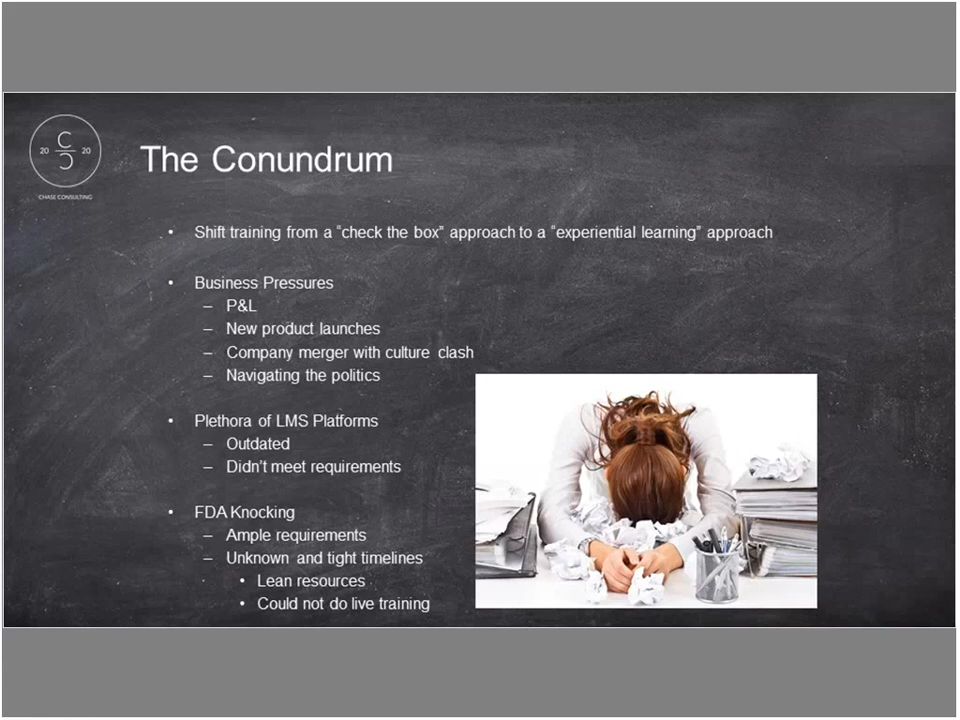 C
20 20
C
CHASE CONSULTING
The Conundrum
• Shift training from a “check the box” approach to a “experiential learning” approach
• Business Pressures
– P&L
– New product launches
– Company merger with culture clash
– Navigating the politics
• Plethora of LMS Platforms
– Outdated
– Didn’t meet requirements
• FDA Knocking
– Ample requirements
– Unknown and tight timelines
• Lean resources
• Could not do live training